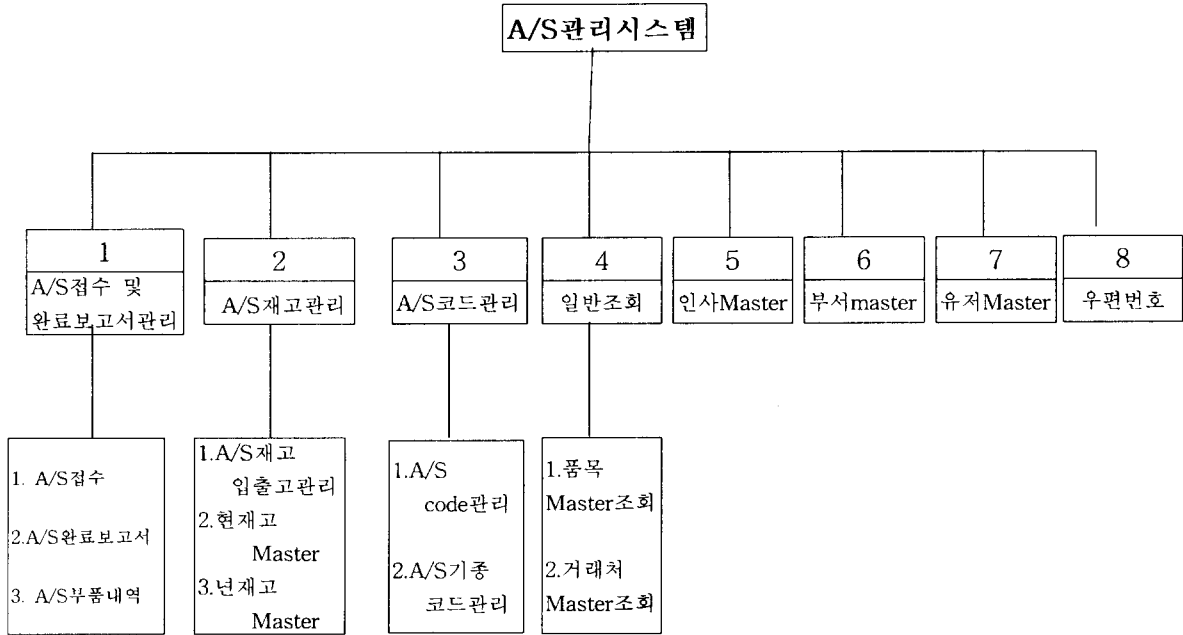 A/S관리시스템
1
A/S접수 및
완료보고서관리
2
A/S재고관리
3
A/S코드관리
4
일반조회
5
인사Master
6
부서master
7
유저Master
8
우편번호
1. A/S접수
2.A/S완료보고서
3. A/S부품내역
1.A/S재고
입출고관리
2.현재고
Master
3.년재고
Master
1.A/S
code관리
2.A/S기종
코드관리
1.품목
Master조회
2.거래처
Master조회